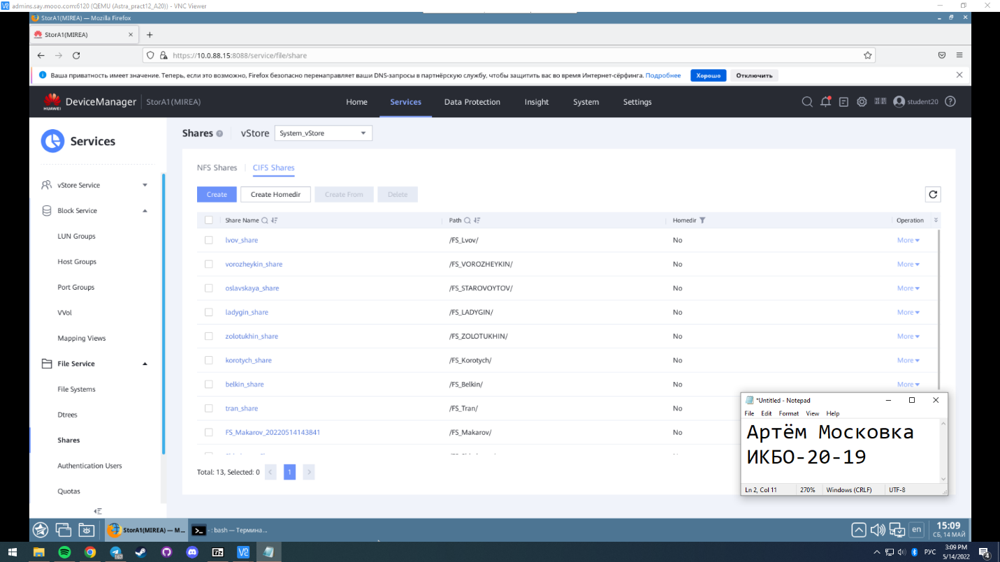 admins.say.mooo.com:6120 (QEMU (Astra_pract12_A20)) - VNC Viewer
StorA1(MIREA) — Mozilla Firefox
StorA1(MIREA)
https://10.0.88.15:8088/service/file/share
Ваша приватность имеет значение. Теперь, если это возможно, Firefox безопасно перенаправляет ваши DNS-запросы в партнёрскую службу, чтобы защитить вас во время Интернет-сёрфинга. Подробнее Хорошо Отключить
HUAWEI DeviceManager StorA1(MIREA) Home Services Data Protection Insight System Settings student20
Services
Shares vStore System_vStore
NFS Shares CIFS Shares
Create Create Homedir Create From Delete
Share Name Path Homedir Operation
lvov_share /FS_Lvov/ No More
vorozheykin_share /FS_VOROZHEYKIN/ No More
oslavskaya_share /FS_STAROVOYTOV/ No More
ladygin_share /FS_LADYGIN/ No More
zolotukhin_share /FS_ZOLOTUKHIN/ No More
korotych_share /FS_Korotych/ No More
belkin_share /FS_Belkin/ No More
tran_share /FS_Tran/ No
FS_Makarov_20220514143841 /FS_Makarov/ No
Total: 13, Selected: 0 1
vStore Service
Block Service
LUN Groups
Host Groups
Port Groups
VVol
Mapping Views
File Service
File Systems
Dtrees
Shares
Authentication Users
Quotas
*Untitled - Notepad
File Edit Format View Help
Артём Московка
ИКБО-20-19
Ln 2, Col 11 270% Windows (CRLF) UTF-8
StorA1(MIREA) — M...
- : bash — Термина...
en
15:09
СБ, 14 МАЙ
РУС
3:09 PM
5/14/2022